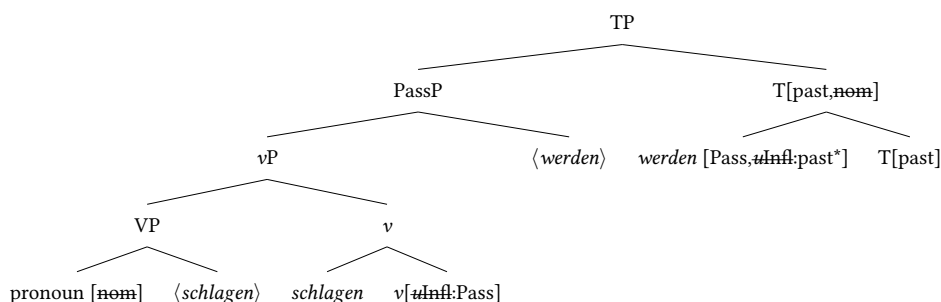 TP
PassP T[past,nom]
vP ⟨werden⟩ werden [Pass,uInfl:past*] T[past]
VP v
pronoun [nom] ⟨schlagen⟩ schlagen v[uInfl:Pass]